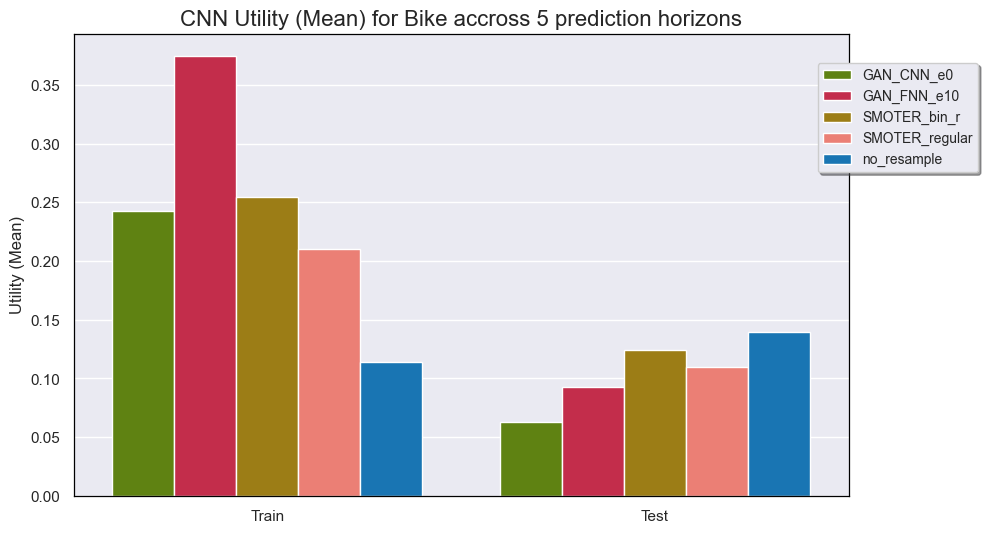 CNN Utility (Mean) for Bike accross 5 prediction horizons
GAN_CNN_e0
GAN_FNN_e10
SMOTER_bin_r
SMOTER_regular
no_resample
Utility (Mean)
0.35
0.30
0.25
0.20
0.15
0.10
0.05
0.00
Train
Test